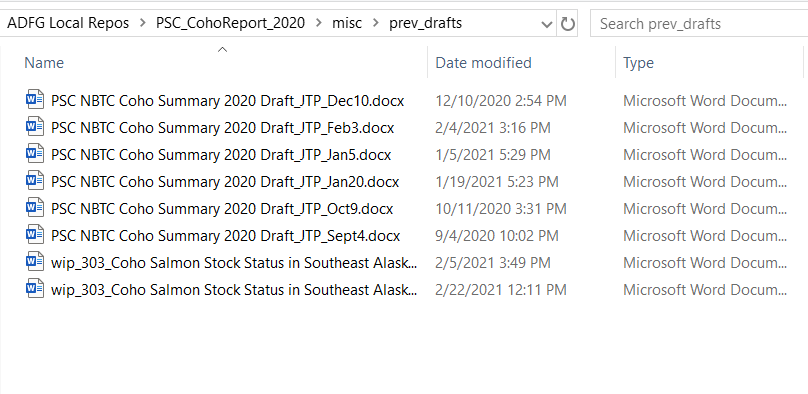 ADFG Local Repos > PSC_CohoReport_2020 > misc > prev_drafts Search prev_drafts
Name Date modified Type
PSC NBTC Coho Summary 2020 Draft_JTP_Dec10.docx 12/10/2020 2:54 PM Microsoft Word Docum...
PSC NBTC Coho Summary 2020 Draft_JTP_Feb3.docx 2/4/2021 3:16 PM Microsoft Word Docum...
PSC NBTC Coho Summary 2020 Draft_JTP_Jan5.docx 1/5/2021 5:29 PM Microsoft Word Docum...
PSC NBTC Coho Summary 2020 Draft_JTP_Jan20.docx 1/19/2021 5:23 PM Microsoft Word Docum...
PSC NBTC Coho Summary 2020 Draft_JTP_Oct9.docx 10/11/2020 3:31 PM Microsoft Word Docum...
PSC NBTC Coho Summary 2020 Draft_JTP_Sept4.docx 9/4/2020 10:02 PM Microsoft Word Docum...
wip_303_Coho Salmon Stock Status in Southeast Alask... 2/5/2021 3:49 PM Microsoft Word Docum...
wip_303_Coho Salmon Stock Status in Southeast Alask... 2/22/2021 12:11 PM Microsoft Word Docum...